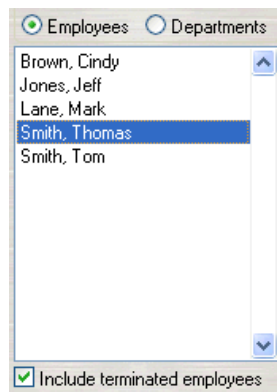 Employees Departments
Brown, Cindy
Jones, Jeff
Lane, Mark
Smith, Thomas
Smith, Tom
Include terminated employees